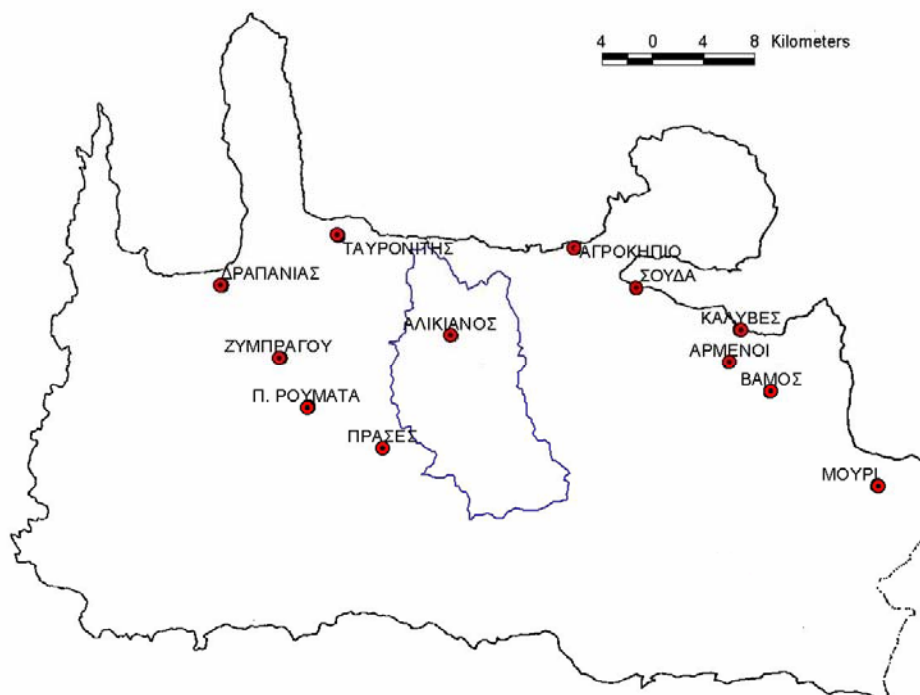 4 0 4 8 Kilometers
ΤΑΥΡΟΝΙΤΗΣ
ΑΓΡΟΚΗΠΙΟ
ΔΡΑΠΑΝΙΑΣ
ΣΟΥΔΑ
ΑΛΙΚΙΑΝΟΣ
ΚΑΛΥΒΕΣ
ΖΥΜΠΡΑΓΟΥ
ΑΡΜΕΝΟΙ
ΒΑΜΟΣ
Π. ΡΟΥΜΑΤΑ
ΠΡΑΣΕΣ
ΜΟΥΡΙ